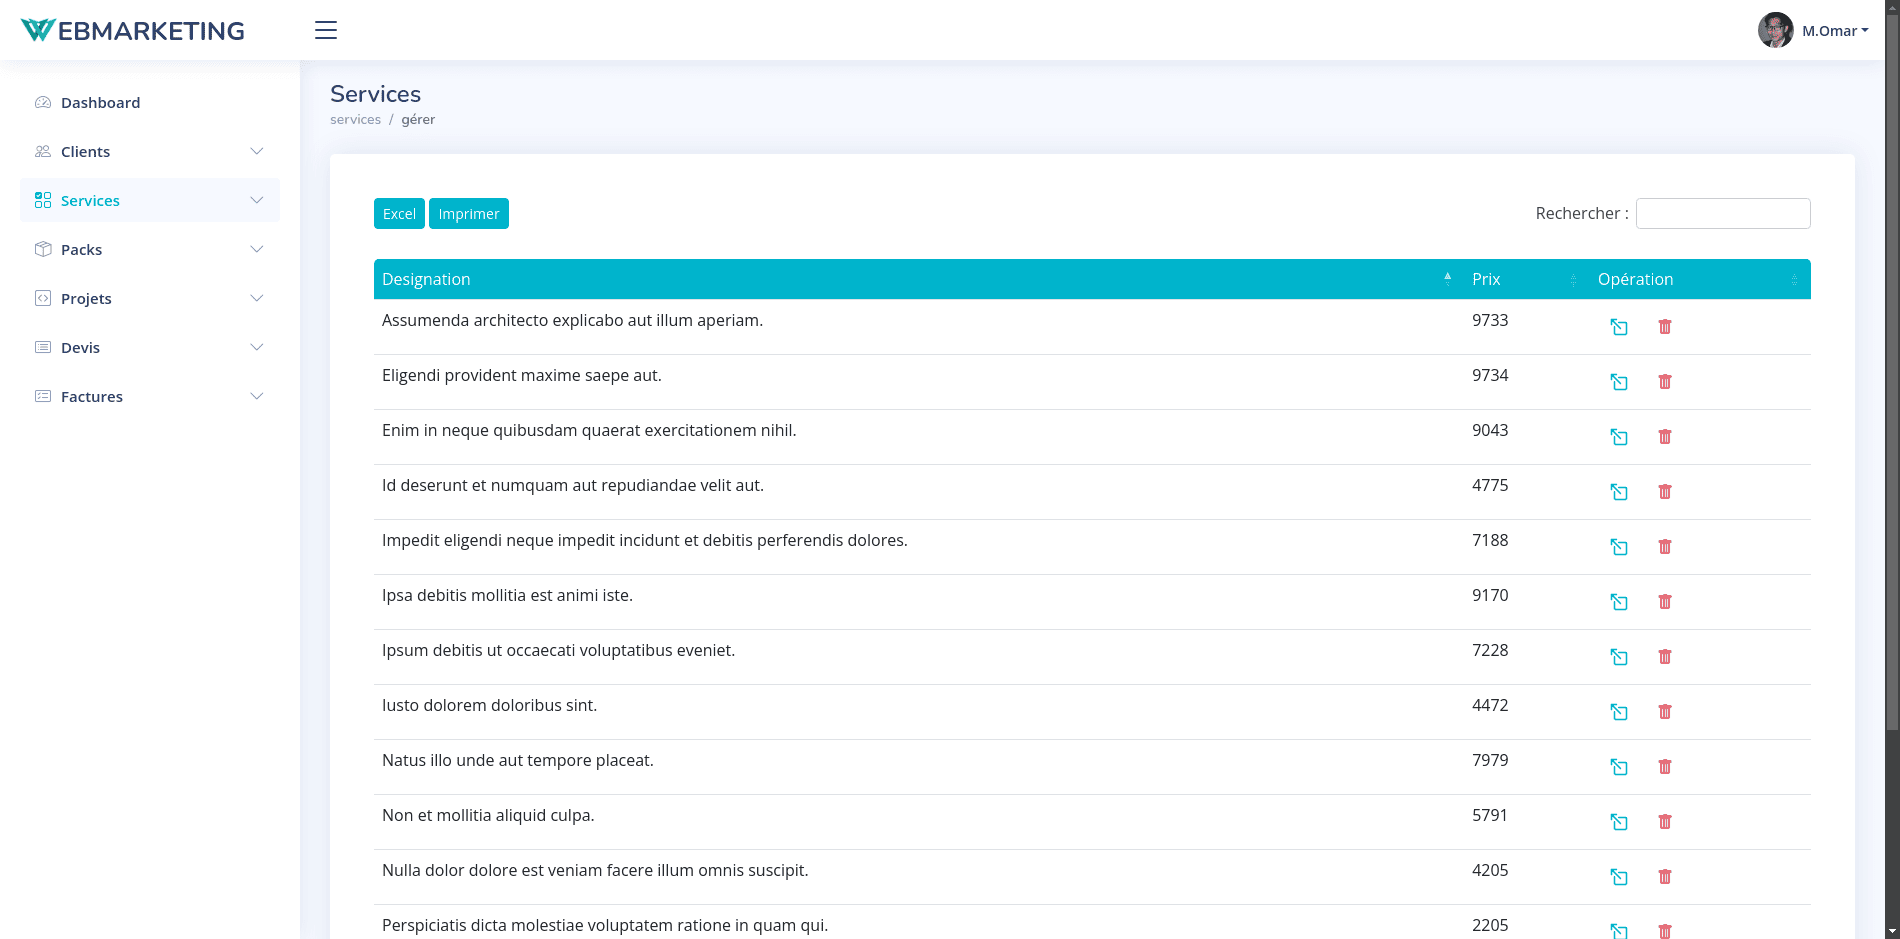 WEBMARKETING
M.Omar
Dashboard
Clients
Services
Packs
Projets
Devis
Factures
Services
services / gérer
Excel Imprimer
Rechercher :
Designation Prix Opération
Assumenda architecto explicabo aut illum aperiam. 9733
Eligendi provident maxime saepe aut. 9734
Enim in neque quibusdam quaerat exercitationem nihil. 9043
Id deserunt et numquam aut repudiandae velit aut. 4775
Impedit eligendi neque impedit incidunt et debitis perferendis dolores. 7188
Ipsa debitis mollitia est animi iste. 9170
Ipsum debitis ut occaecati voluptatibus eveniet. 7228
Iusto dolorem doloribus sint. 4472
Natus illo unde aut tempore placeat. 7979
Non et mollitia aliquid culpa. 5791
Nulla dolor dolore est veniam facere illum omnis suscipit. 4205
Perspiciatis dicta molestiae voluptatem ratione in quam qui. 2205